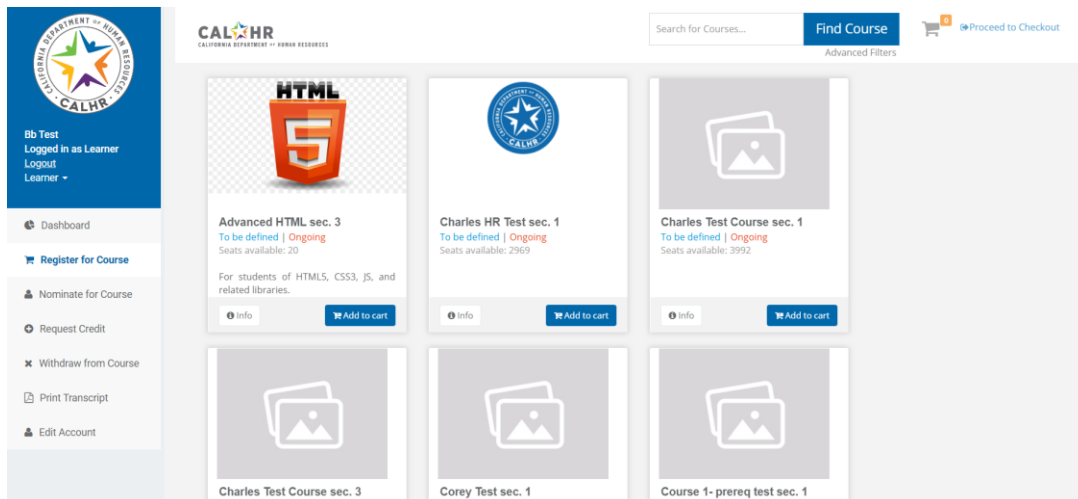 CALIFORNIA DEPARTMENT OF HUMAN RESOURCES
CALHR
Bb Test
Logged in as Learner
Logout
Learner
Dashboard
Register for Course
Nominate for Course
Request Credit
Withdraw from Course
Print Transcript
Edit Account
CALHR
CALIFORNIA DEPARTMENT OF HUMAN RESOURCES
Search for Courses...
Find Course
Advanced Filters
0
Proceed to Checkout
HTML
5
Advanced HTML sec. 3
To be defined | Ongoing
Seats available: 20
For students of HTML5, CSS3, JS, and
related libraries.
Info
Add to cart
CALIFORNIA DEPARTMENT OF HUMAN RESOURCES
CALHR
Charles HR Test sec. 1
To be defined | Ongoing
Seats available: 2969
Info
Add to cart
Charles Test Course sec. 1
To be defined | Ongoing
Seats available: 3992
Info
Add to cart
Charles Test Course sec. 3
Corey Test sec. 1
Course 1- prereq test sec. 1